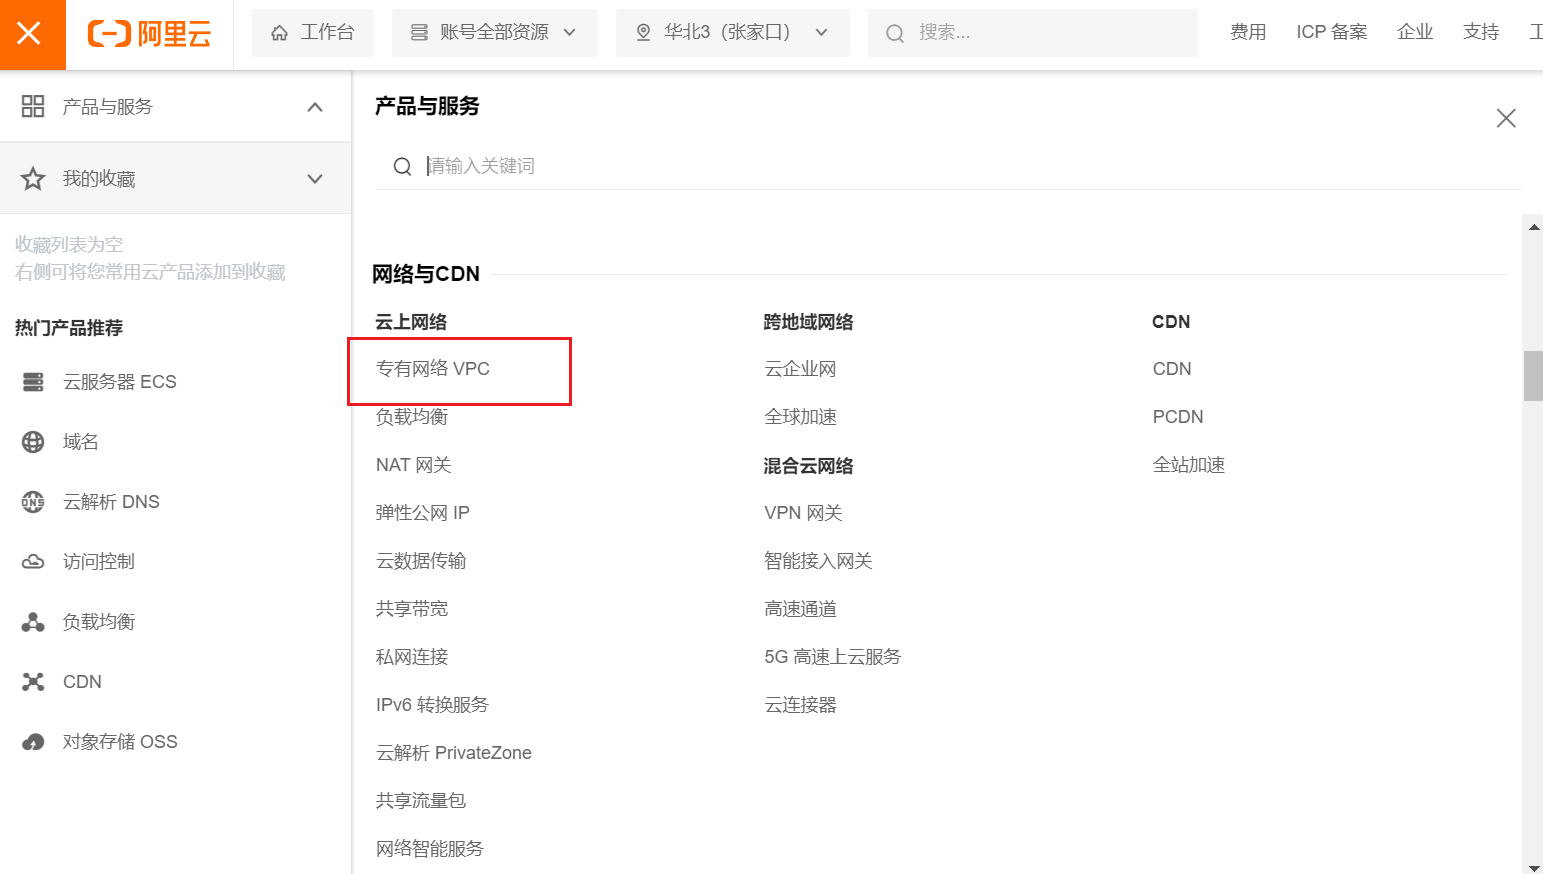 阿里云
工作台
账号全部资源
华北3（张家口）
搜索...
费用
ICP 备案
企业
支持
工
产品与服务
我的收藏
收藏列表为空
右侧可将您常用云产品添加到收藏
热门产品推荐
云服务器 ECS
域名
云解析 DNS
访问控制
负载均衡
CDN
对象存储 OSS
产品与服务
请输入关键词
网络与CDN
云上网络
专有网络 VPC
负载均衡
NAT 网关
弹性公网 IP
云数据传输
共享带宽
私网连接
IPv6 转换服务
云解析 PrivateZone
共享流量包
网络智能服务
跨地域网络
云企业网
全球加速
混合云网络
VPN 网关
智能接入网关
高速通道
5G 高速上云服务
云连接器
CDN
CDN
PCDN
全站加速